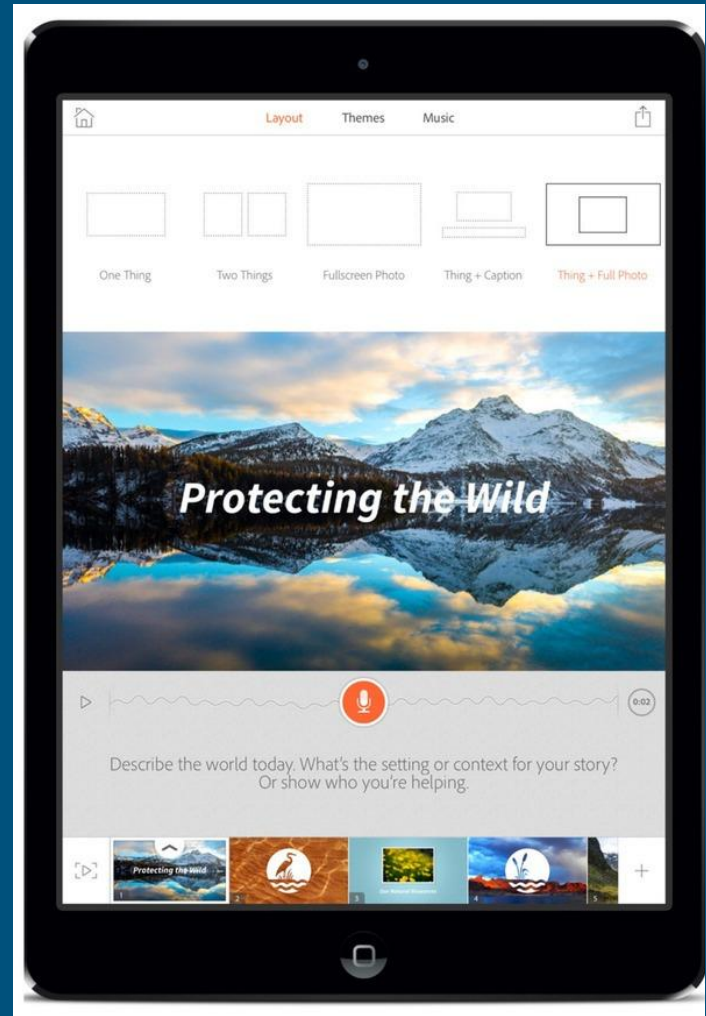 Layout Themes Music
One Thing Two Things Fullscreen Photo Thing + Caption Thing + Full Photo
Protecting the Wild
0:02
Describe the world today. What's the setting or context for your story?
Or show who you're helping.
Protecting the Wild
1 2 3 4 5